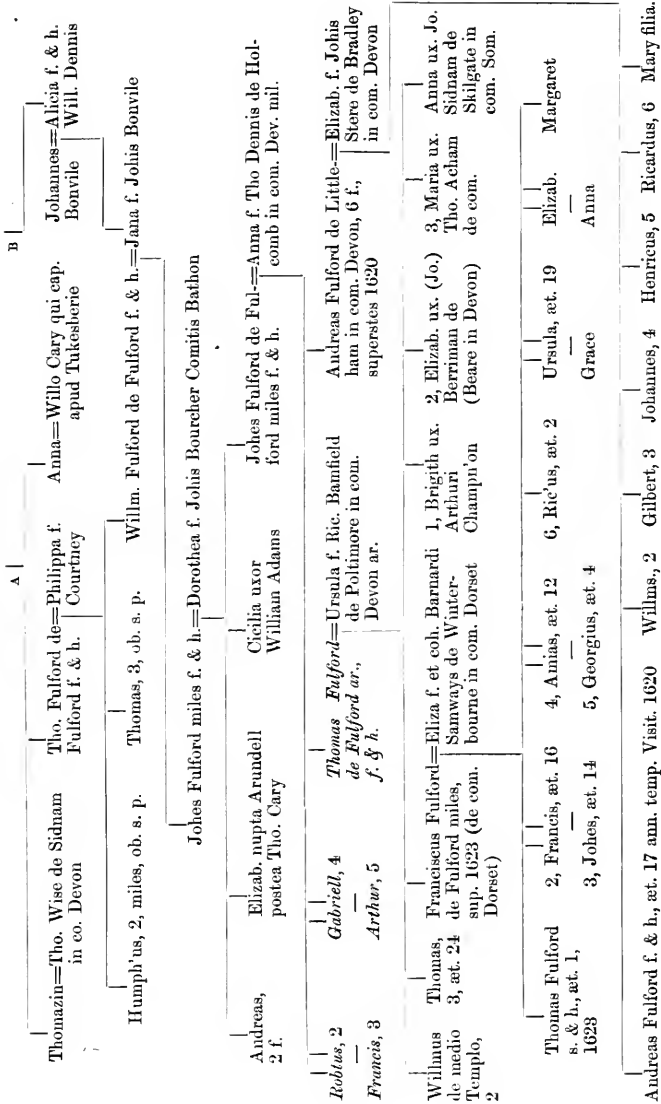 A
B
Thomazin=Tho. Wise de Sidnam
in co. Devon
Tho. Fulford de=Philippa f.
Fulford f. & h. Courtney
Anna=Willo Cary qui cap.
apud Tukesberie
Johannes=Alicia f. & h.
Bonvile Will. Dennis
Humph'us, 2, miles, ob. s. p.
Thomas, 3, ob. s. p.
Willm. Fulford de Fulford f. & h.=Jana f. Johis Bonvile
Johes Fulford miles f. & h.=Dorothea f. Johis Bourcher Comitis Bathon
Andreas,
2 f.
Elizab. nupta Arundell
postea Tho. Cary
Cicilia uxor
William Adams
Johes Fulford de Ful-=Anna f. Tho Dennis de Hol-
ford miles f. & h. comb in com. Dev. mil.
Robtus, 2
—
Francis, 3
Gabriell, 4
—
Arthur, 5
Thomas Fulford=Ursula f. Ric. Bamfield
de Fulford ar., de Poltimore in com.
f. & h. Devon ar.
Andreas Fulford de Little-=Elizab. f. Johis
ham in com. Devon, 6 f., Stere de Bradley
superstes 1620 in com. Devon
Willmus
de medio
Templo,
2
Thomas,
3, æt. 24
Franciscus Fulford=Eliza f. et coh. Barnardi
de Fulford miles, Samways de Winter-
sup. 1623 (de com. bourne in com. Dorset
Dorset)
1, Brigith ux.
Arthuri
Champ'on
2, Elizab. ux. (Jo.)
Berriman de
(Beare in Devon)
3, Maria ux.
Tho. Acham
de com.
Anna ux. Jo.
Sidnam de
Skilgate in
com. Som.
Thomas Fulford
s. & h., æt. 1,
1623
2, Francis, æt. 16
—
3, Johes, æt. 14
4, Amias, æt. 12
—
5, Georgius, æt. 4
6, Ric'us, æt. 2
Ursula, æt. 19
—
Grace
Elizab.
—
Anna
Margaret
Andreas Fulford f. & h., æt. 17 ann. temp. Visit. 1620 Willms., 2 Gilbert, 3 Johannes, 4 Henricus, 5 Ricardus, 6 Mary filia.